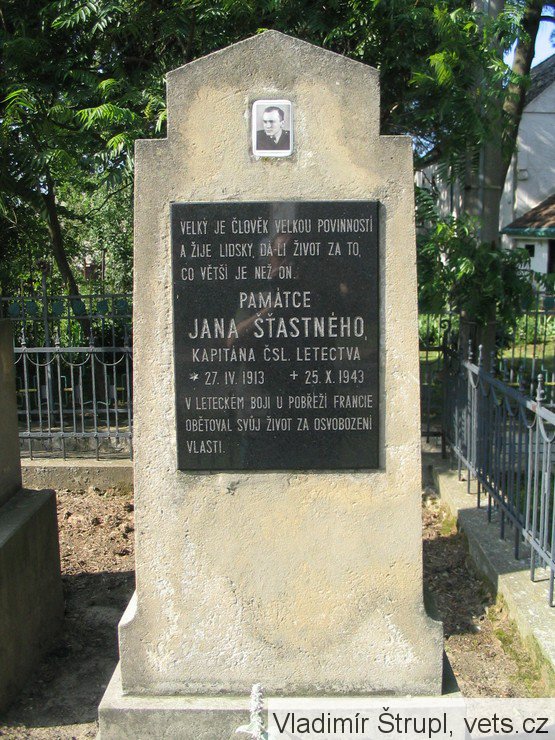 VELKÝ JE ČLOVĚK VELKOU POVINNOSTÍ
A ŽIJE LIDSKY, DÁ-LI ŽIVOT ZA TO,
CO VĚTŠÍ JE NEŽ ON.
PAMÁTCE
JANA ŠŤASTNÉHO,
KAPITÁNA ČSL. LETECTVA
* 27. IV. 1913 + 25. X. 1943
V LETECKÉM BOJI U POBŘEŽÍ FRANCIE
OBĚTOVAL SVŮJ ŽIVOT ZA OSVOBOZENÍ
VLASTI.
Vladimír Štrupl, vets.cz